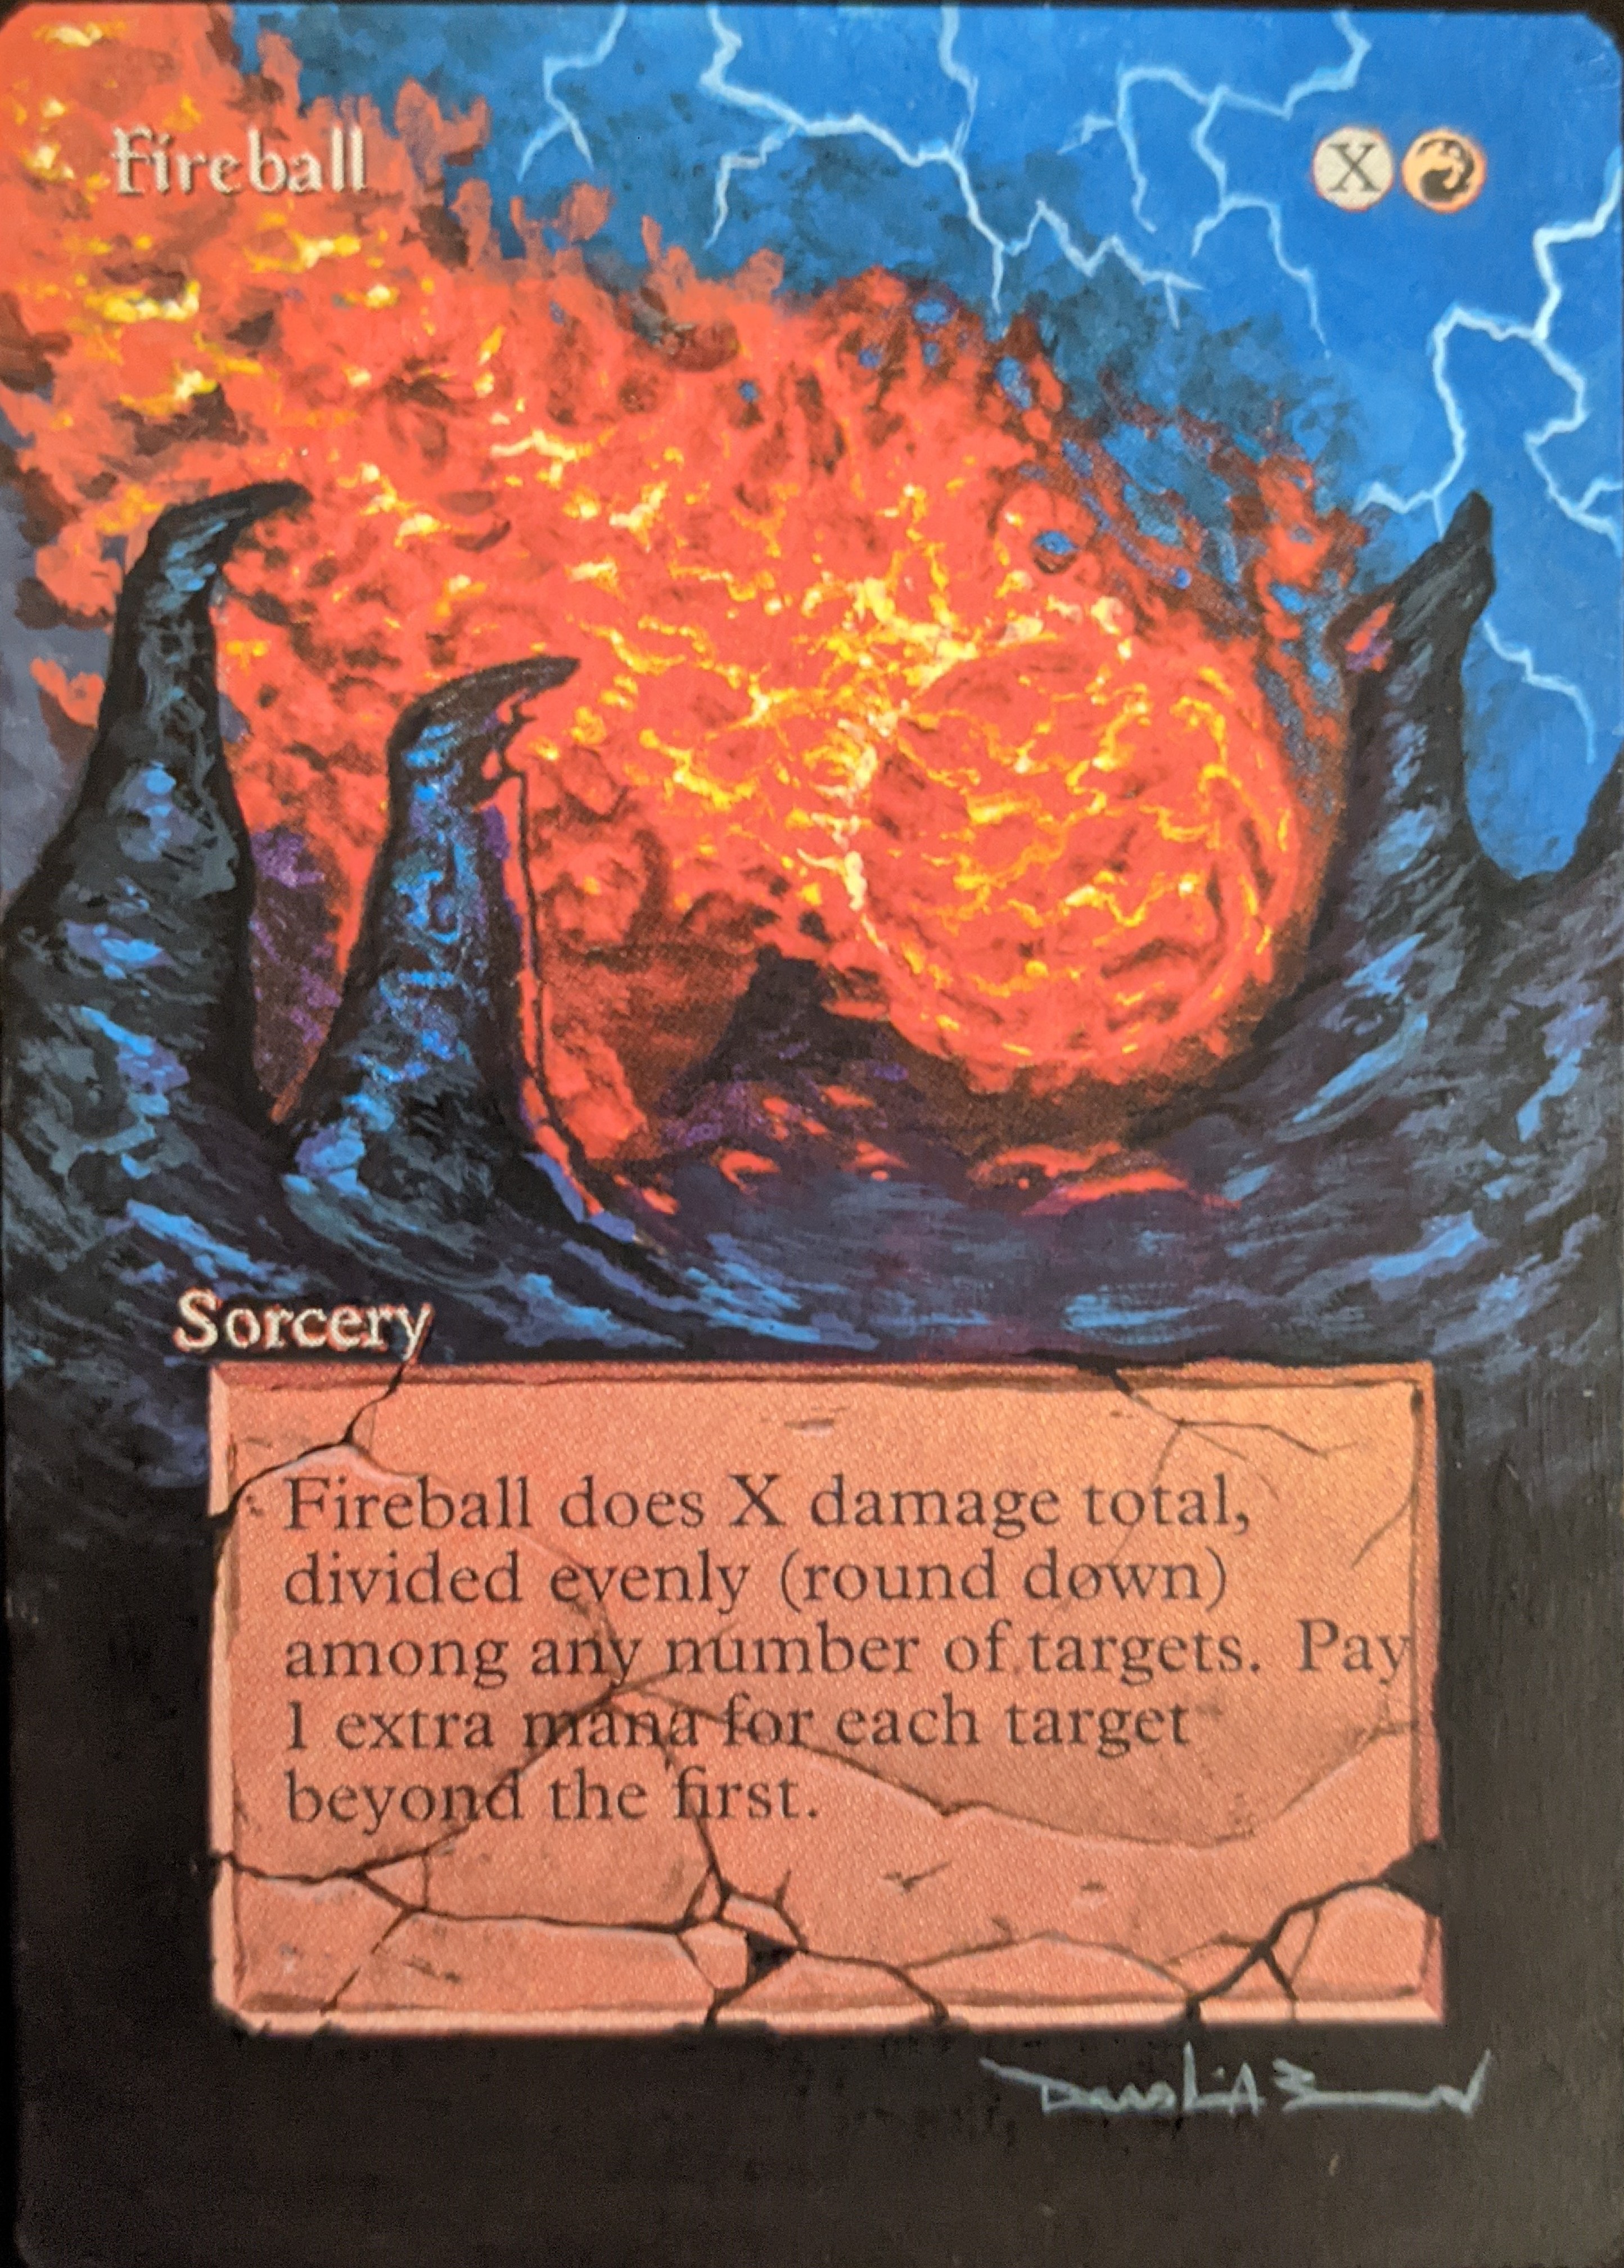 Fireball
X
Sorcery
Fireball does X damage total,
divided evenly (round down)
among any number of targets. Pay
1 extra mana for each target
beyond the first.